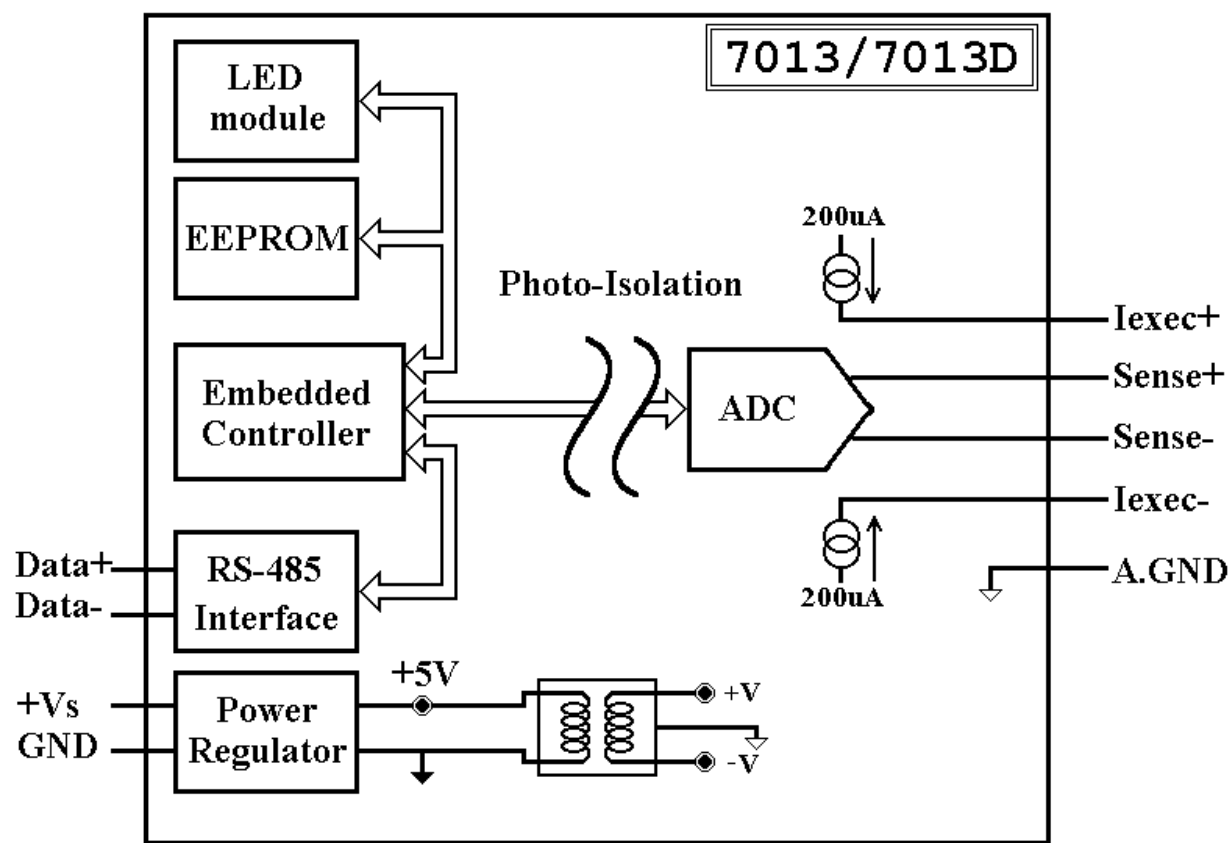 7013/7013D
LED
module
EEPROM
200uA
Photo-Isolation
Iexec+
Embedded
Controller
ADC
Sense+
Sense-
Iexec-
200uA
A.GND
Data+
Data-
RS-485
Interface
+Vs
GND
Power
Regulator
+5V
+V
-V